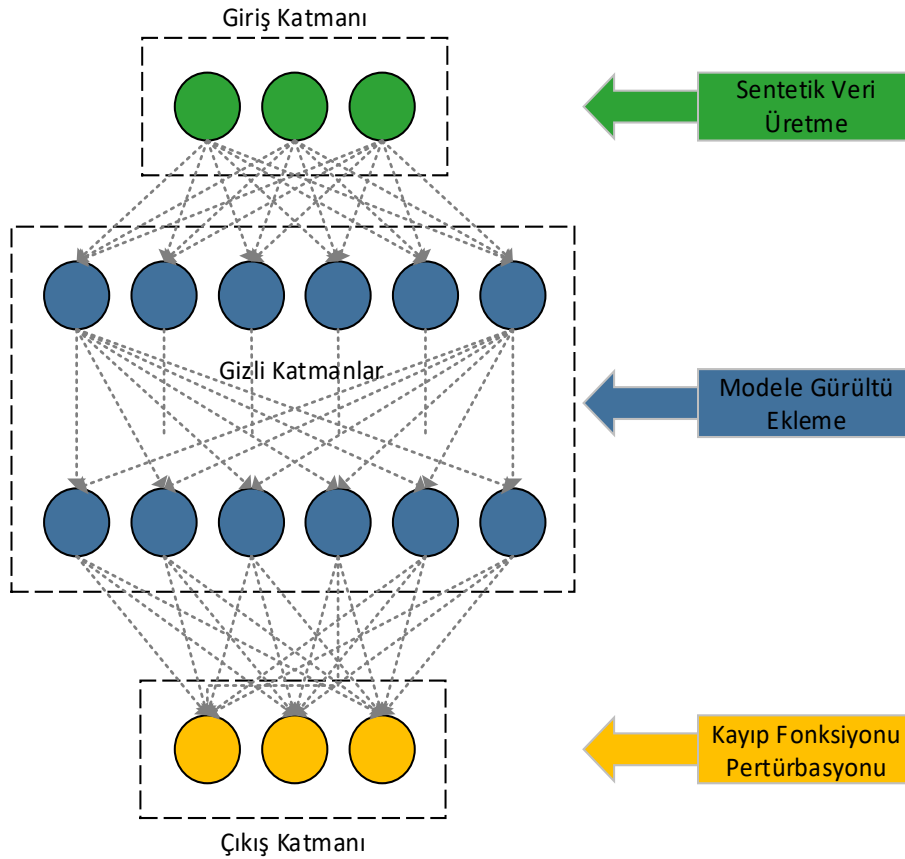 Giriş Katmanı
Sentetik Veri
Üretme
Gizli Katmanlar
Modele Gürültü
Ekleme
Kayıp Fonksiyonu
Pertürbasyonu
Çıkış Katmanı